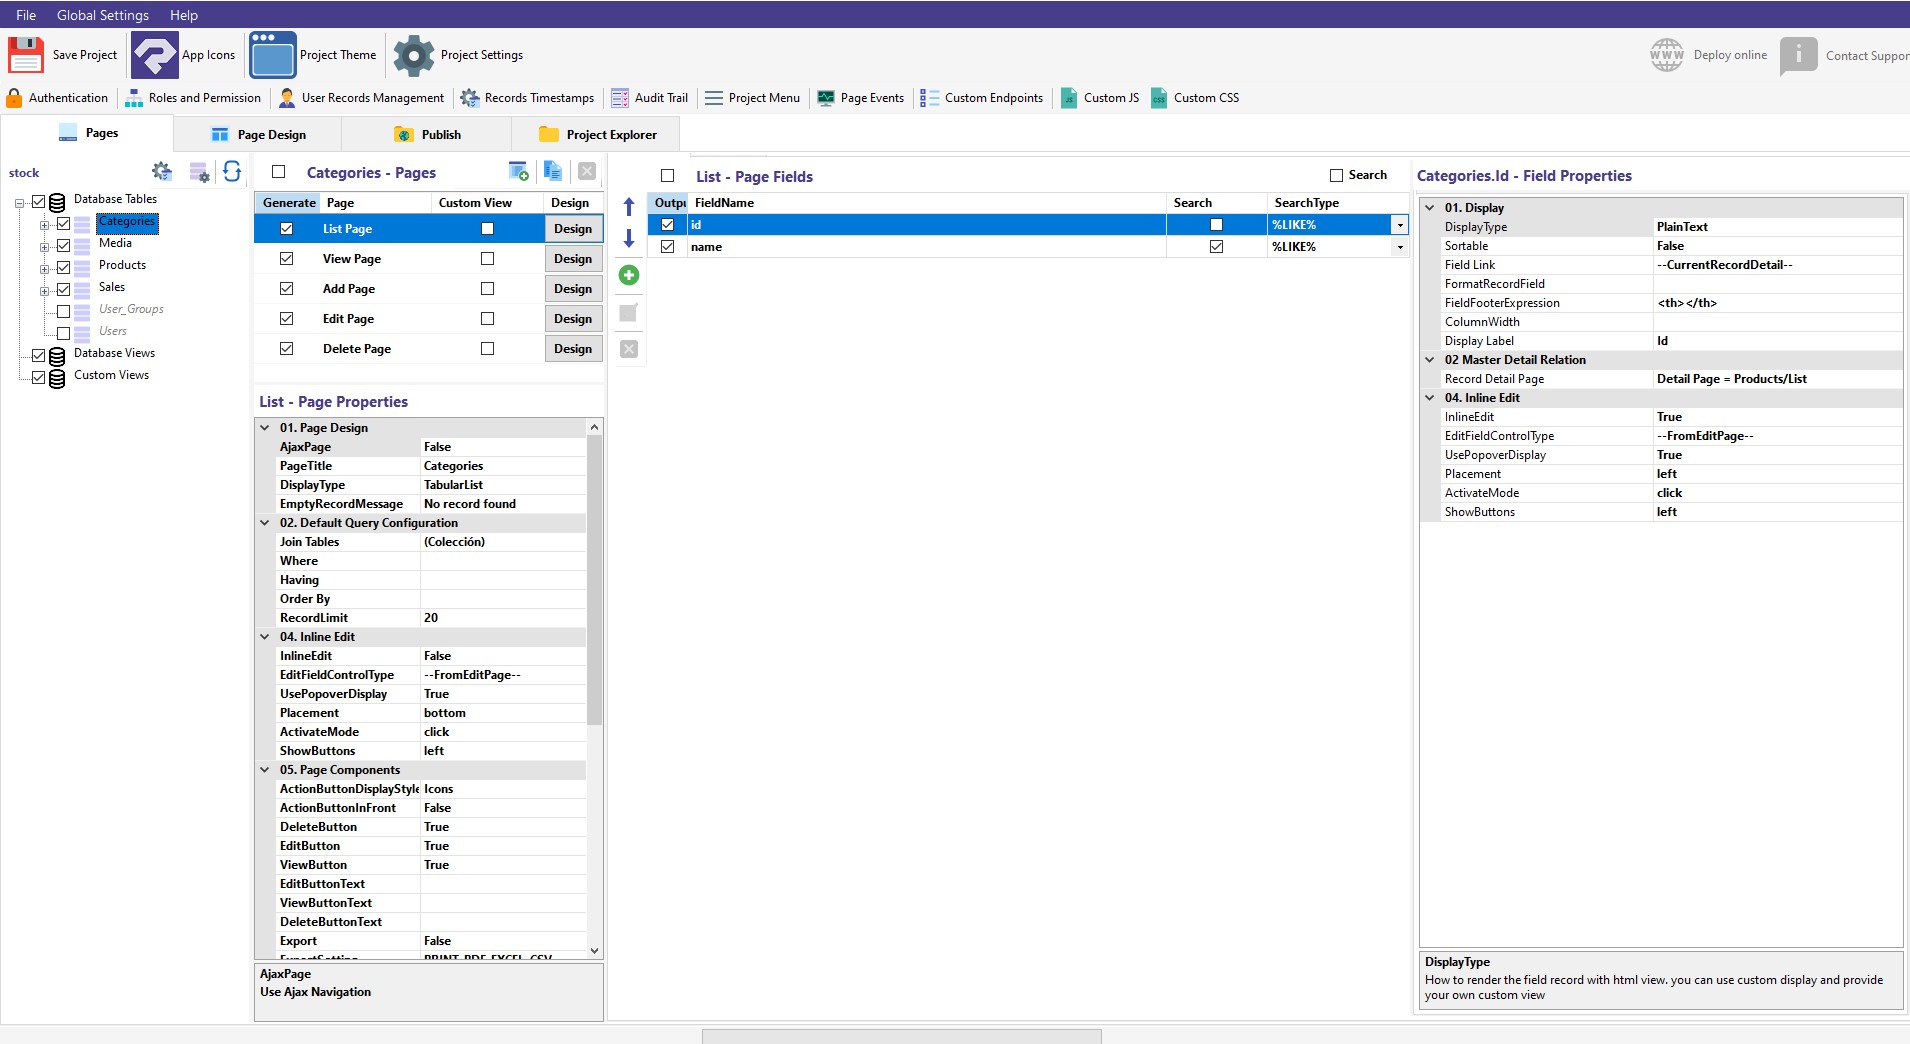 File Global Settings Help
Save Project App Icons Project Theme Project Settings WWW Deploy online i Contact Suppor
Authentication Roles and Permission User Records Management Records Timestamps Audit Trail Project Menu Page Events Custom Endpoints JS Custom JS CSS Custom CSS
Pages Page Design Publish Project Explorer
stock
Database Tables
Categories
Media
Products
Sales
User_Groups
Users
Database Views
Custom Views
Categories - Pages
Generate Page Custom View Design
List Page Design
View Page Design
Add Page Design
Edit Page Design
Delete Page Design
List - Page Properties
01. Page Design
AjaxPage False
PageTitle Categories
DisplayType TabularList
EmptyRecordMessage No record found
02. Default Query Configuration
Join Tables (Colección)
Where
Having
Order By
RecordLimit 20
04. Inline Edit
InlineEdit False
EditFieldControlType --FromEditPage--
UsePopoverDisplay True
Placement bottom
ActivateMode click
ShowButtons left
05. Page Components
ActionButtonDisplayStyle Icons
ActionButtonInFront False
DeleteButton True
EditButton True
ViewButton True
EditButtonText
ViewButtonText
DeleteButtonText
Export False
ExportSetting PRINT, PDF, EXCEL, CSV
AjaxPage
Use Ajax Navigation
List - Page Fields Search
Outpu FieldName Search SearchType
id %LIKE%
name %LIKE%
Categories.Id - Field Properties
01. Display
DisplayType PlainText
Sortable False
Field Link --CurrentRecordDetail--
FormatRecordField
FieldFooterExpression <th></th>
ColumnWidth
Display Label Id
02 Master Detail Relation
Record Detail Page Detail Page = Products/List
04. Inline Edit
InlineEdit True
EditFieldControlType --FromEditPage--
UsePopoverDisplay True
Placement left
ActivateMode click
ShowButtons left
DisplayType
How to render the field record with html view. you can use custom display and provide
your own custom view